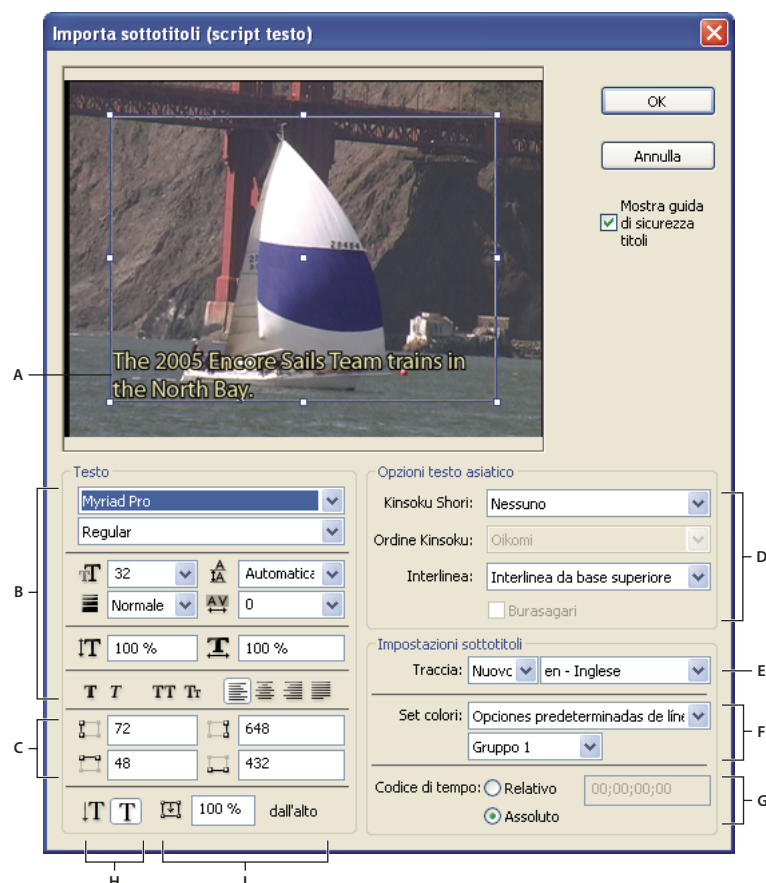 Importa sottotitoli (script testo)
OK
Annulla
Mostra guida
di sicurezza
titoli
28484
The 2005 Encore Sails Team trains in
the North Bay.
A
Testo
Myriad Pro
Regular
32
Automatica
Normale
0
100 %
100 %
B
72
648
48
432
C
100 %
dall'alto
H
I
Opzioni testo asiatico
Kinsoku Shori:
Nessuno
Ordine Kinsoku:
Oikomi
Interlinea:
Interlinea da base superiore
Burasagari
D
Impostazioni sottotitoli
Traccia:
Nuovo
en - Inglese
E
Set colori:
Opciones predeterminadas de líne
Gruppo 1
F
Codice di tempo:
Relativo
00;00;00;00
Assoluto
G